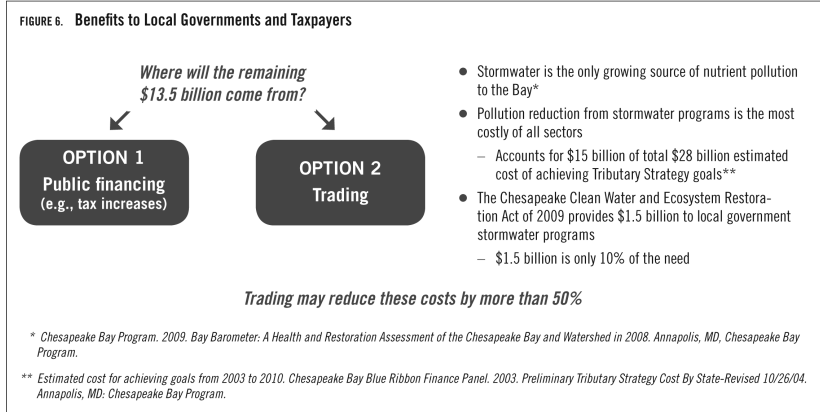 FIGURE 6. Benefits to Local Governments and Taxpayers
Where will the remaining
$13.5 billion come from?
OPTION 1
Public financing
(e.g., tax increases)
OPTION 2
Trading
● Stormwater is the only growing source of nutrient pollution
to the Bay*
● Pollution reduction from stormwater programs is the most
costly of all sectors
– Accounts for $15 billion of total $28 billion estimated
cost of achieving Tributary Strategy goals**
● The Chesapeake Clean Water and Ecosystem Restora-
tion Act of 2009 provides $1.5 billion to local government
stormwater programs
– $1.5 billion is only 10% of the need
Trading may reduce these costs by more than 50%
* Chesapeake Bay Program. 2009. Bay Barometer: A Health and Restoration Assessment of the Chesapeake Bay and Watershed in 2008. Annapolis, MD, Chesapeake Bay
Program.
** Estimated cost for achieving goals from 2003 to 2010. Chesapeake Bay Blue Ribbon Finance Panel. 2003. Preliminary Tributary Strategy Cost By State-Revised 10/26/04.
Annapolis, MD: Chesapeake Bay Program.